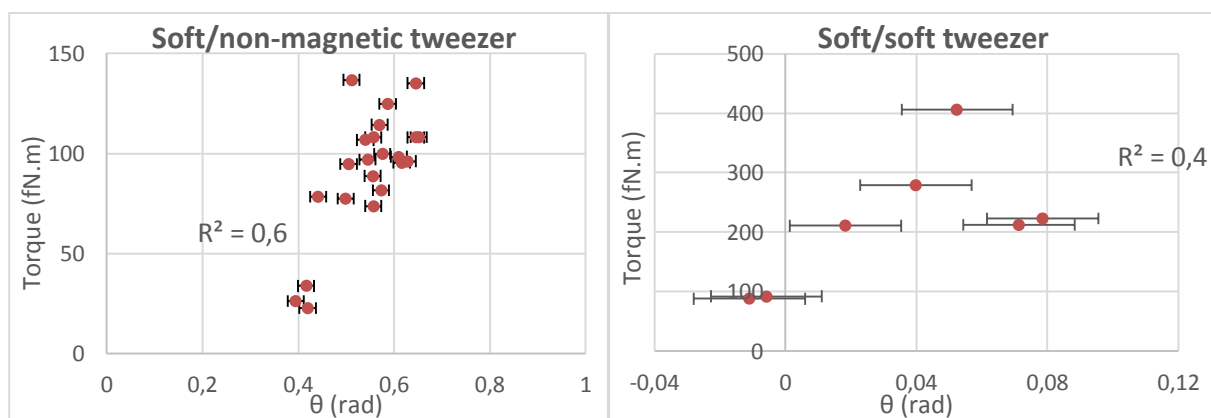 Soft/non-magnetic tweezer
Torque (fN.m)
150
100
50
0
R² = 0,6
0 0,2 0,4 0,6 0,8 1
θ (rad)
Soft/soft tweezer
Torque (fN.m)
500
400
300
200
100
0
R² = 0,4
-0,04 0 0,04 0,08 0,12
θ (rad)